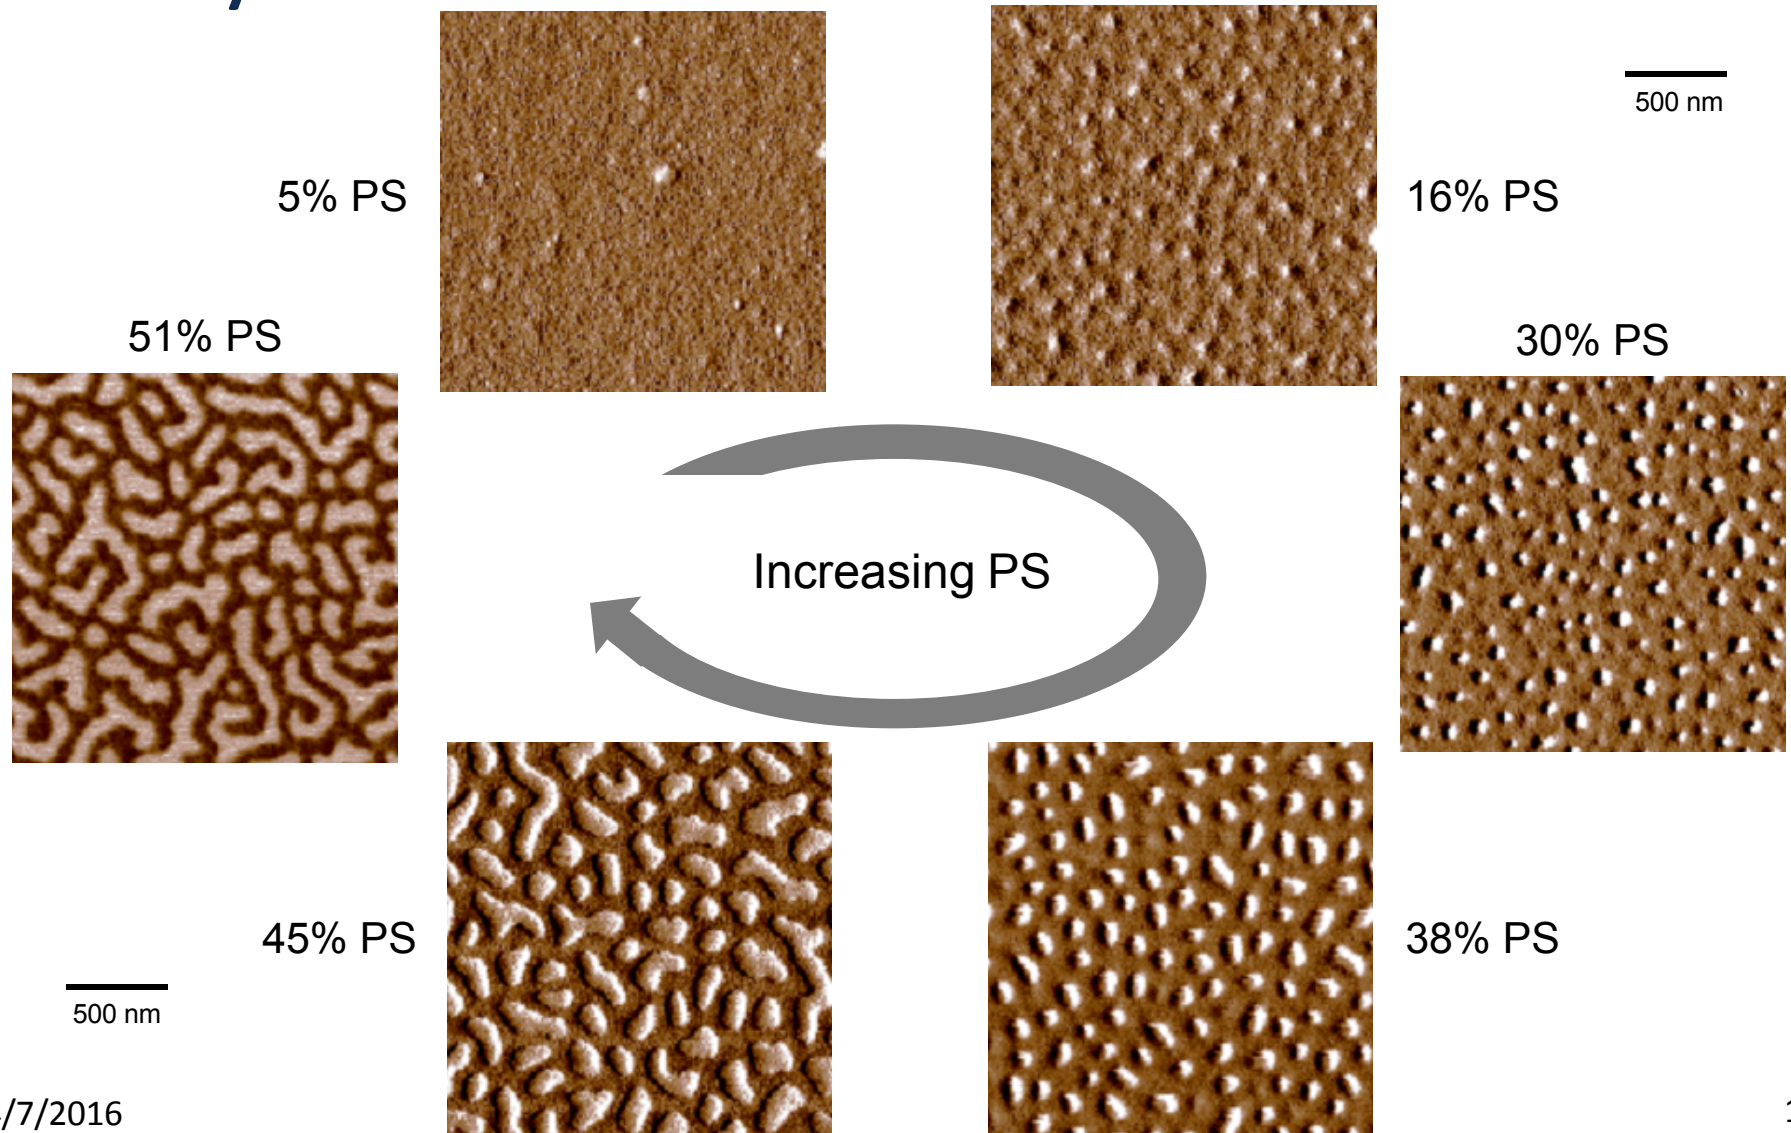 500 nm
5% PS
16% PS
51% PS
30% PS
Increasing PS
45% PS
38% PS
500 nm
/7/2016